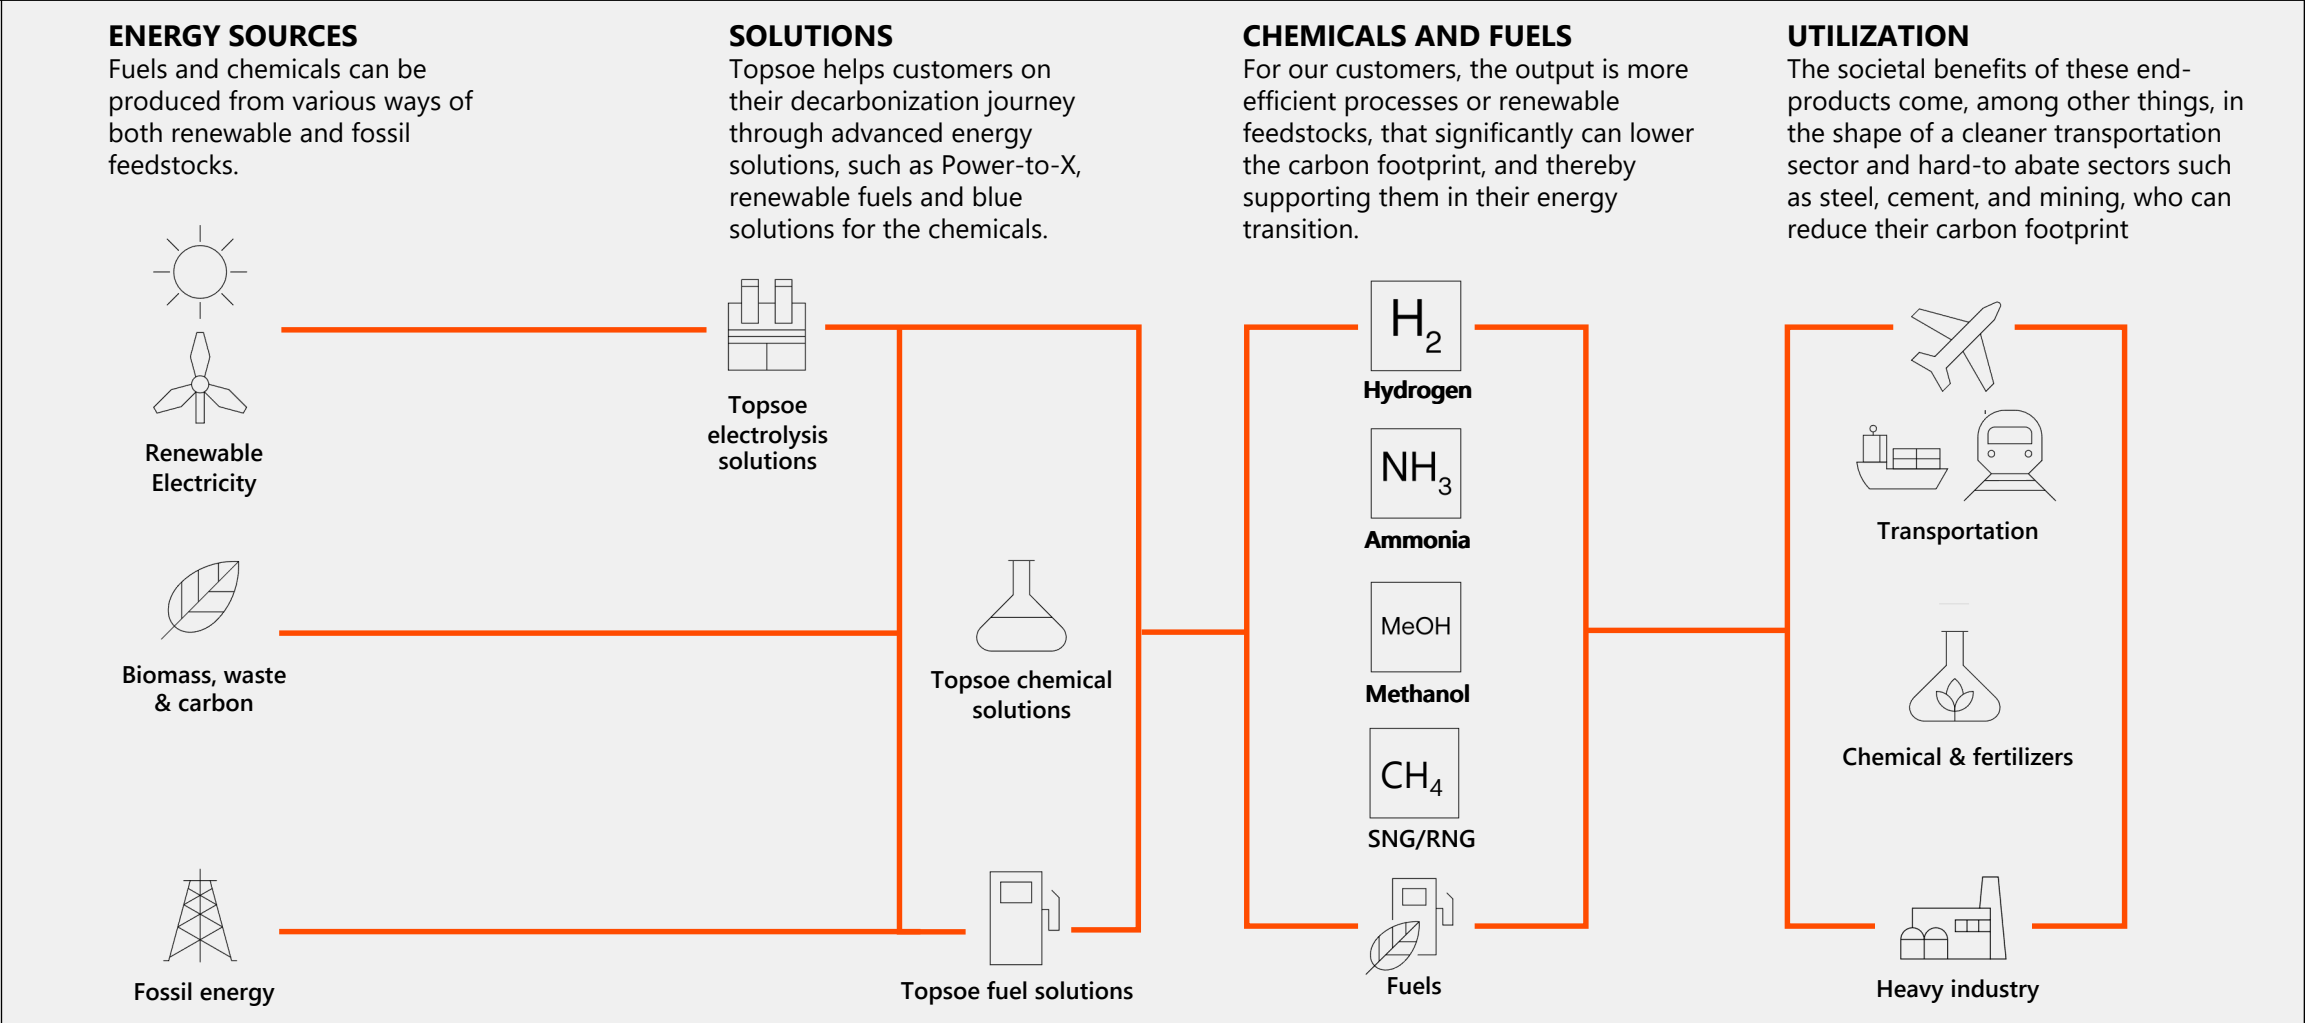 ENERGY SOURCES
Fuels and chemicals can be
produced from various ways of
both renewable and fossil
feedstocks.
Renewable
Electricity
Biomass, waste
& carbon
Fossil energy
SOLUTIONS
Topsoe helps customers on
their decarbonization journey
through advanced energy
solutions, such as Power-to-X,
renewable fuels and blue
solutions for the chemicals.
Topsoe
electrolysis
solutions
Topsoe chemical
solutions
Topsoe fuel solutions
CHEMICALS AND FUELS
For our customers, the output is more
efficient processes or renewable
feedstocks, that significantly can lower
the carbon footprint, and thereby
supporting them in their energy
transition.
H2
Hydrogen
NH3
Ammonia
MeOH
Methanol
CH4
SNG/RNG
Fuels
UTILIZATION
The societal benefits of these end-
products come, among other things, in
the shape of a cleaner transportation
sector and hard-to abate sectors such
as steel, cement, and mining, who can
reduce their carbon footprint
Transportation
Chemical & fertilizers
Heavy industry